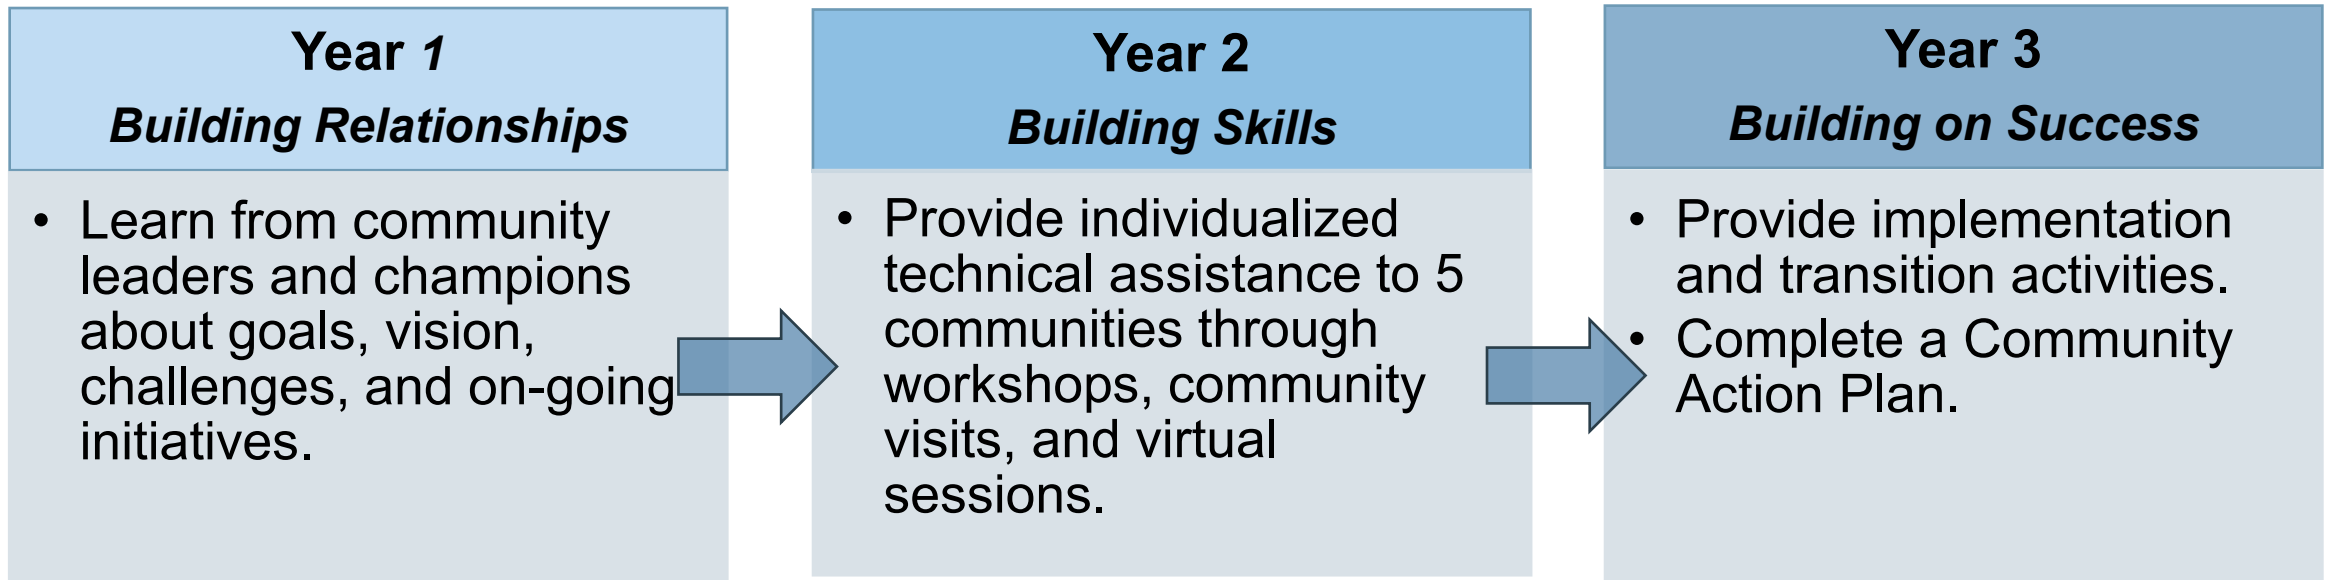 Year 1
Building Relationships
• Learn from community
leaders and champions
about goals, vision,
challenges, and on-going
initiatives.
Year 2
Building Skills
• Provide individualized
technical assistance to 5
communities through
workshops, community
visits, and virtual
sessions.
Year 3
Building on Success
• Provide implementation
and transition activities.
• Complete a Community
Action Plan.